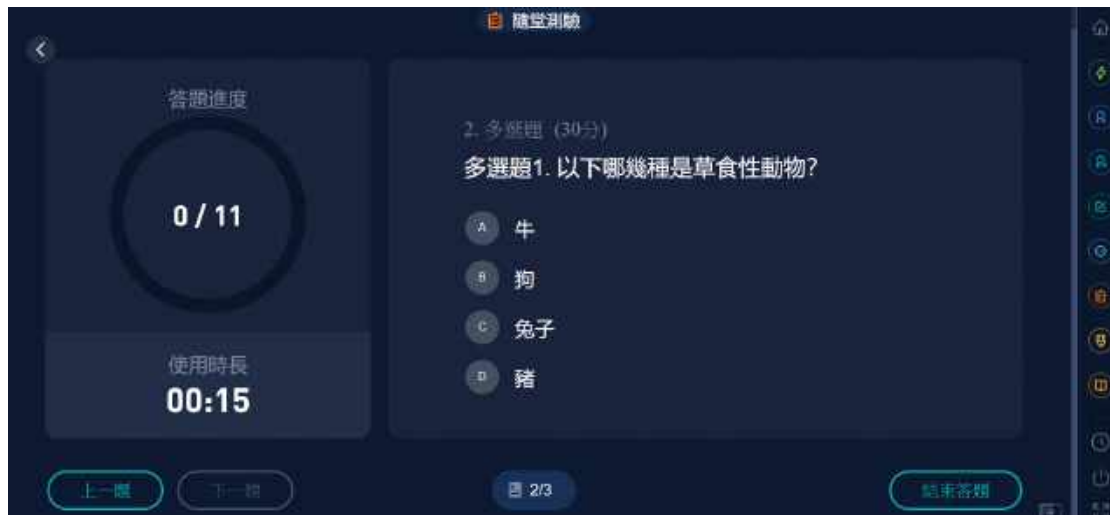 隨堂測驗
答題進度
0 / 11
使用時長
00:15
2. 多選題 (30分)
多選題1. 以下哪幾種是草食性動物?
A 牛
B 狗
C 兔子
D 豬
上一題
下一題
2/3
結束答題